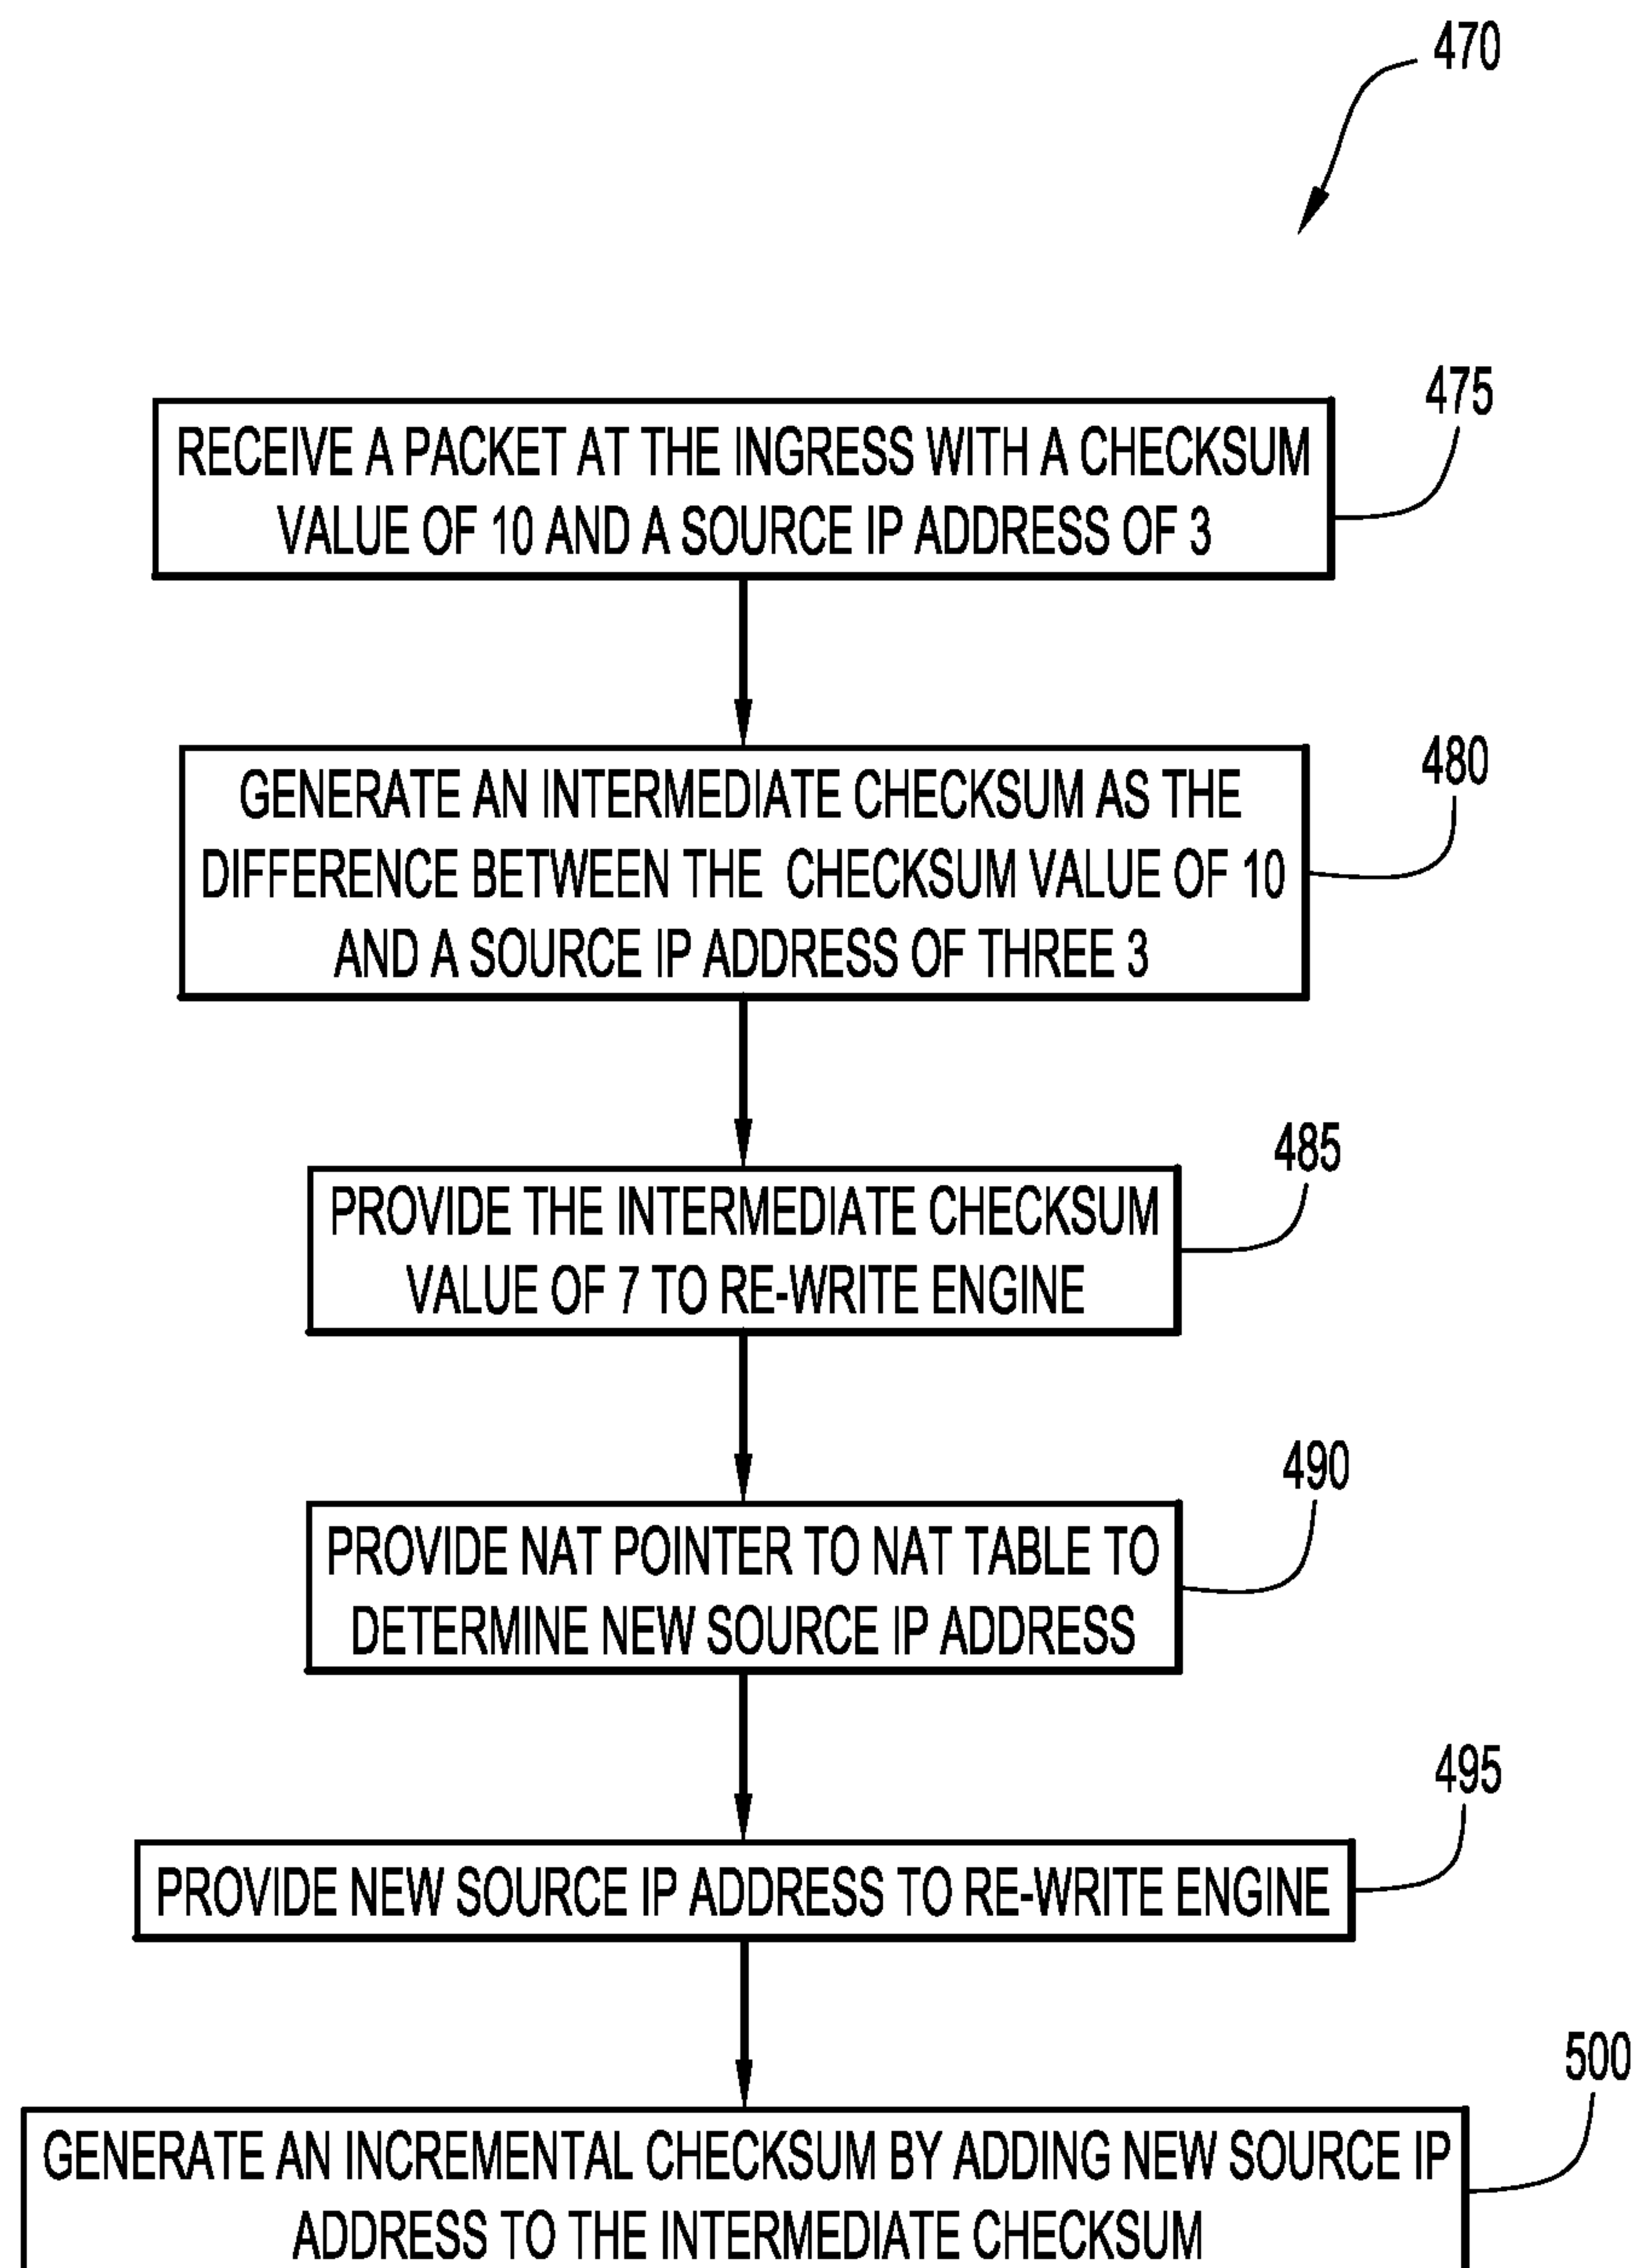 470
475
RECEIVE A PACKET AT THE INGRESS WITH A CHECKSUM
VALUE OF 10 AND A SOURCE IP ADDRESS OF 3
480
GENERATE AN INTERMEDIATE CHECKSUM AS THE
DIFFERENCE BETWEEN THE CHECKSUM VALUE OF 10
AND A SOURCE IP ADDRESS OF THREE 3
485
PROVIDE THE INTERMEDIATE CHECKSUM
VALUE OF 7 TO RE-WRITE ENGINE
490
PROVIDE NAT POINTER TO NAT TABLE TO
DETERMINE NEW SOURCE IP ADDRESS
495
PROVIDE NEW SOURCE IP ADDRESS TO RE-WRITE ENGINE
500
GENERATE AN INCREMENTAL CHECKSUM BY ADDING NEW SOURCE IP
ADDRESS TO THE INTERMEDIATE CHECKSUM